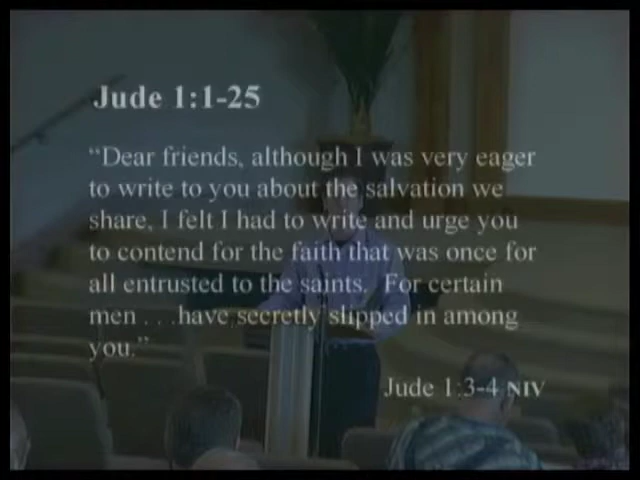 Jude 1:1-25
“Dear friends, although I was very eager
to write to you about the salvation we
share, I felt I had to write and urge you
to contend for the faith that was once for
all entrusted to the saints.  For certain
men . . .have secretly slipped in among
you.”
Jude 1:3-4 NIV